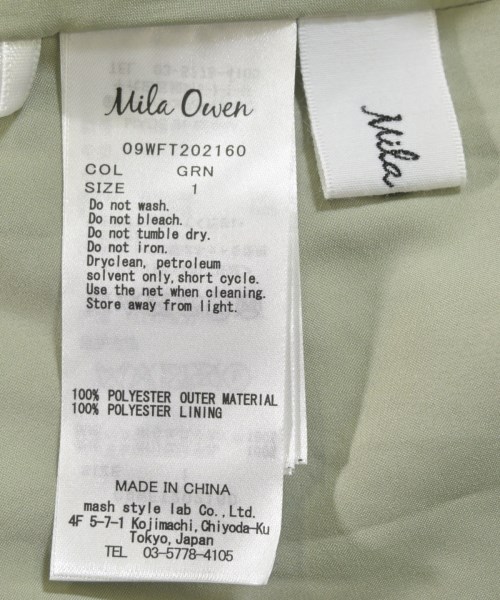 Mila Owen
09WFT202160
COL GRN
SIZE 1
Do not wash.
Do not bleach.
Do not tumble dry.
Do not iron.
Dryclean, petroleum
solvent only,short cycle.
Use the net when cleaning.
Store away from light.
100% POLYESTER OUTER MATERIAL
100% POLYESTER LINING
MADE IN CHINA
mash style lab Co.,Ltd.
4F 5-7-1 Kojimachi,Chiyoda-Ku
Tokyo,Japan
TEL 03-5778-4105
Mila